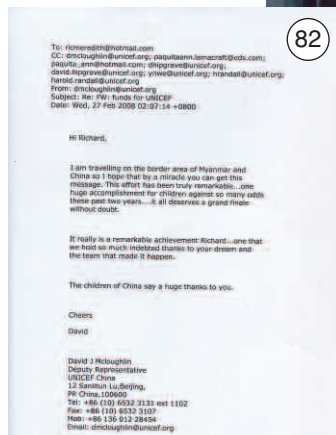 82
To: riomeredith@hotmail.com
CC: dmcloughlin@unicef.org; paquitaann.lamacraft@eds.com;
paquita_ann@hotmail.com; dhipgrave@unicef.org;
david.hipgrave@unicef.org; ynwe@unicef.org; hrandall@unicef.org;
harold.randall@unicef.org
From: dmcloughlin@unicef.org
Subject: Re: FW: funds for UNICEF
Date: Wed, 27 Feb 2008 02:07:14 +0800
Hi Richard,
I am travelling on the border area of Myanmar and
China so I hope that by a miracle you can get this
message. This effort has been truly remarkable...one
huge accomplishment for children against so many odds
these past two years....it all deserves a grand finale
without doubt.
It really is a remarkable achievement Richard...one that
we hold so much indebted thanks to your dream and
the team that made it happen.
The children of China say a huge thanks to you.
Cheers
David
David J Mcloughlin
Deputy Representative
UNICEF China
12 Sanlitun Lu,Beijing,
PR China,100600
Tel: +86 (10) 6532 3131 ext 1102
Fax: +86 (10) 6532 3107
Mob: +86 136 012 28454
Email: dmcloughlin@unicef.org